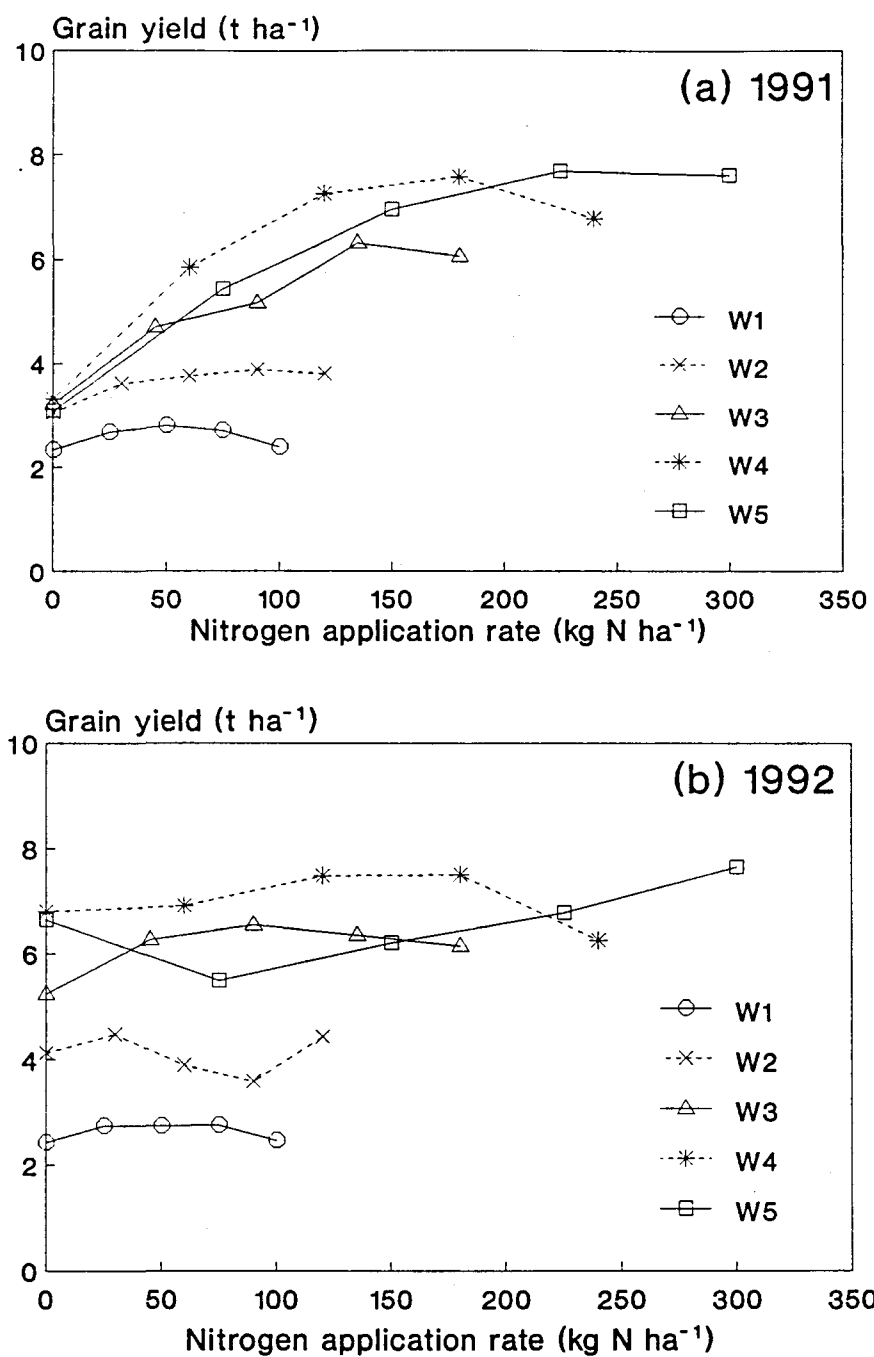 Grain yield (t ha⁻¹)
(a) 1991
10
8
6
4
2
0
W1
W2
W3
W4
W5
0 50 100 150 200 250 300 350
Nitrogen application rate (kg N ha⁻¹)
Grain yield (t ha⁻¹)
(b) 1992
10
8
6
4
2
0
W1
W2
W3
W4
W5
0 50 100 150 200 250 300 350
Nitrogen application rate (kg N ha⁻¹)